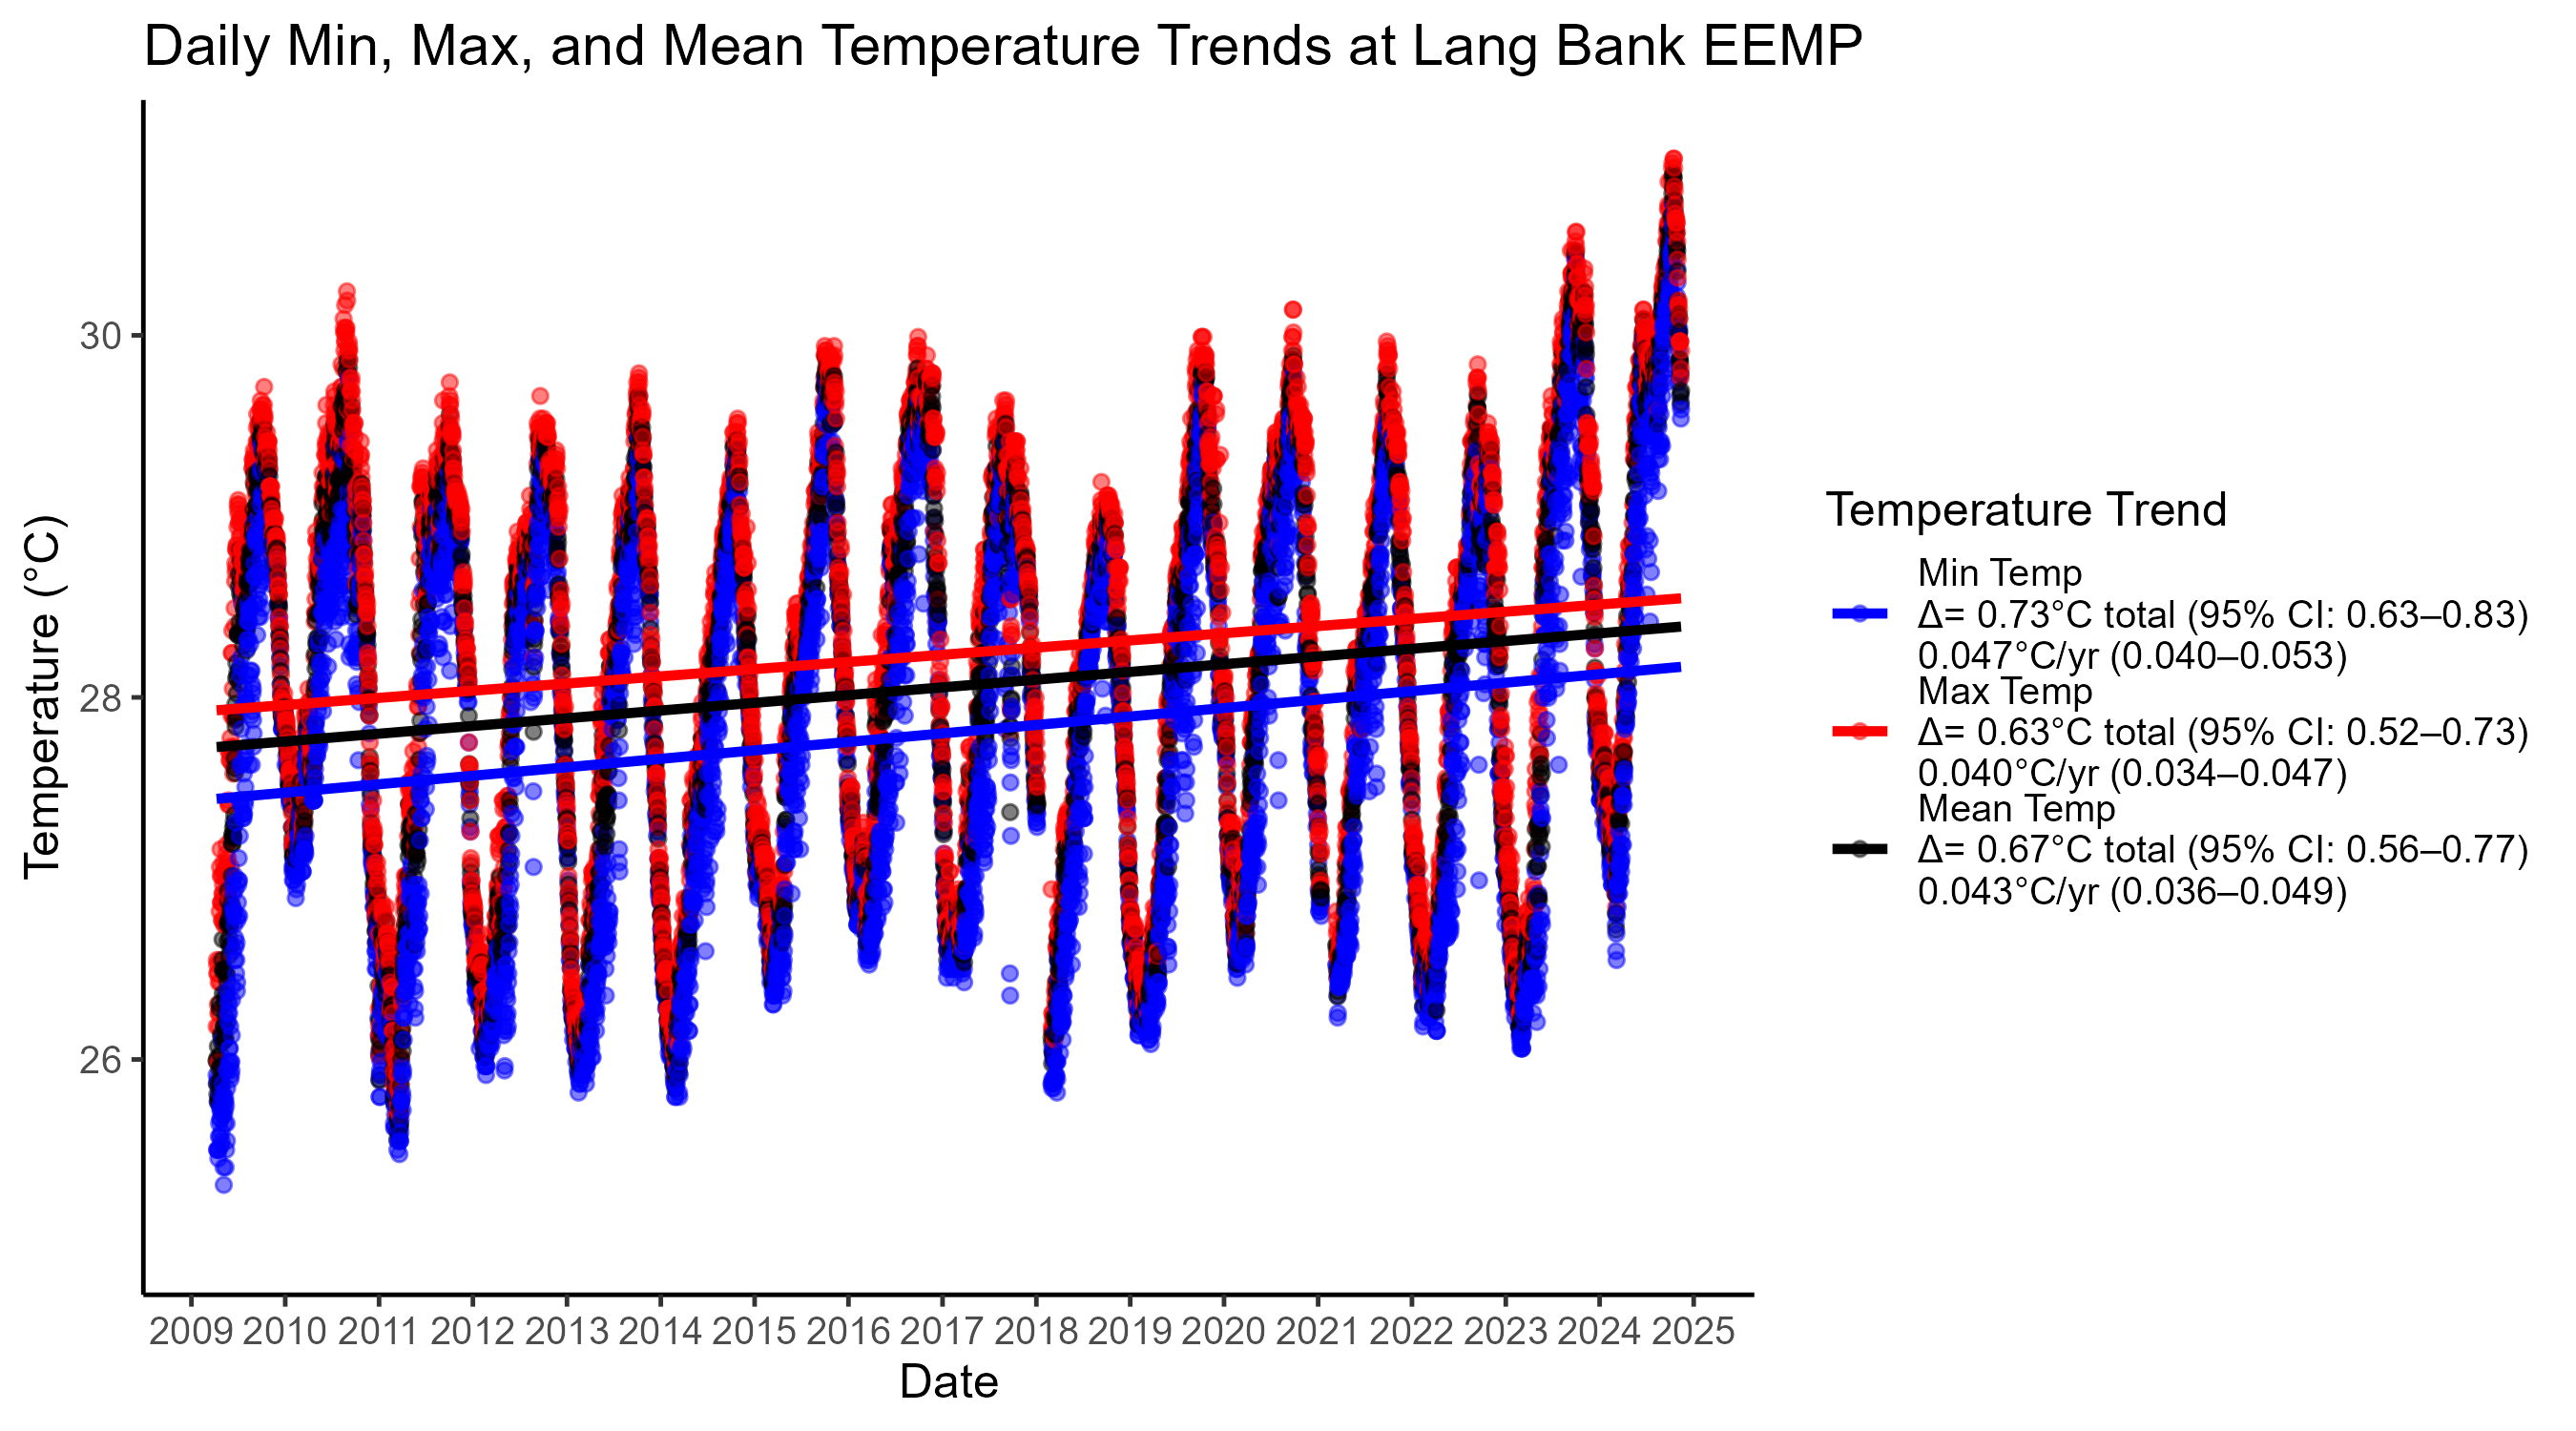 Daily Min, Max, and Mean Temperature Trends at Lang Bank EEMP
Temperature (°C)
30
28
26
2009 2010 2011 2012 2013 2014 2015 2016 2017 2018 2019 2020 2021 2022 2023 2024 2025
Date
Temperature Trend
Min Temp
Δ= 0.73°C total (95% CI: 0.63–0.83)
0.047°C/yr (0.040–0.053)
Max Temp
Δ= 0.63°C total (95% CI: 0.52–0.73)
0.040°C/yr (0.034–0.047)
Mean Temp
Δ= 0.67°C total (95% CI: 0.56–0.77)
0.043°C/yr (0.036–0.049)